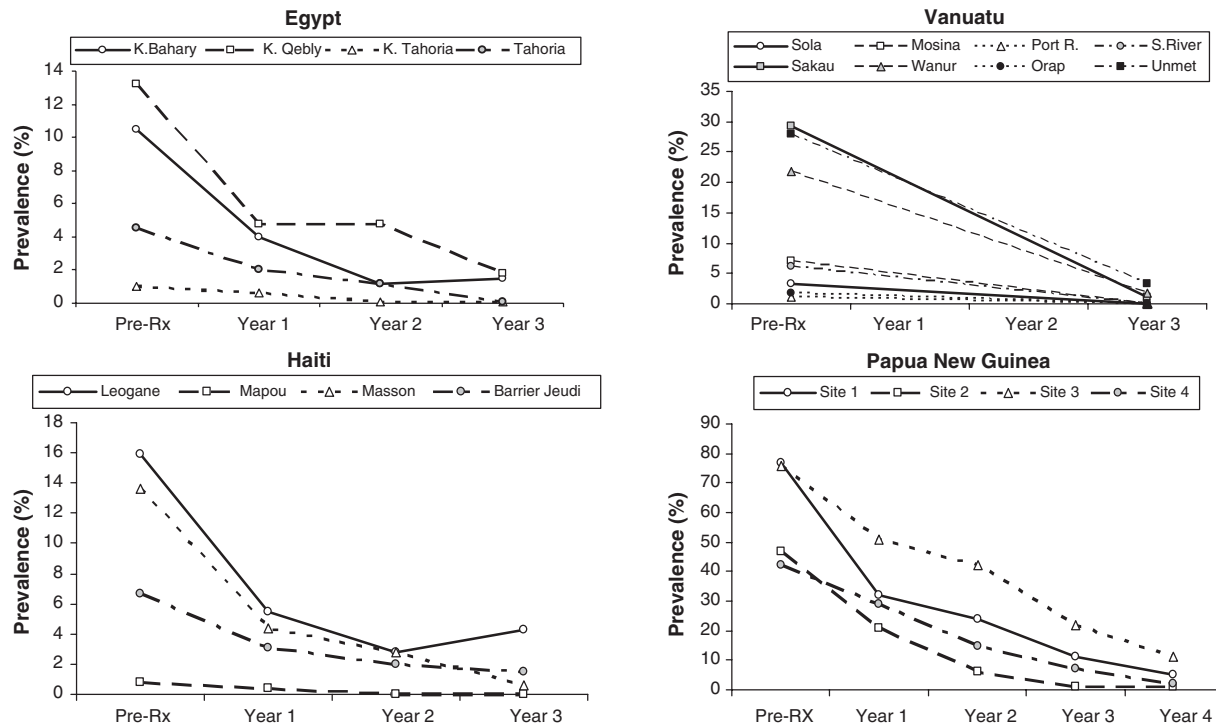 Egypt
K.Bahary K. Qebly K. Tahoria Tahoria
Prevalence (%)
14
12
10
8
6
4
2
0
Pre-Rx Year 1 Year 2 Year 3
Vanuatu
Sola Mosina Port R. S.River
Sakau Wanur Orap Unmet
Prevalence (%)
35
30
25
20
15
10
5
0
Pre-Rx Year 1 Year 2 Year 3
Haiti
Leogane Mapou Masson Barrier Jeudi
Prevalence (%)
18
16
14
12
10
8
6
4
2
0
Pre-Rx Year 1 Year 2 Year 3
Papua New Guinea
Site 1 Site 2 Site 3 Site 4
Prevalence (%)
90
80
70
60
50
40
30
20
10
0
Pre-RX Year 1 Year 2 Year 3 Year 4